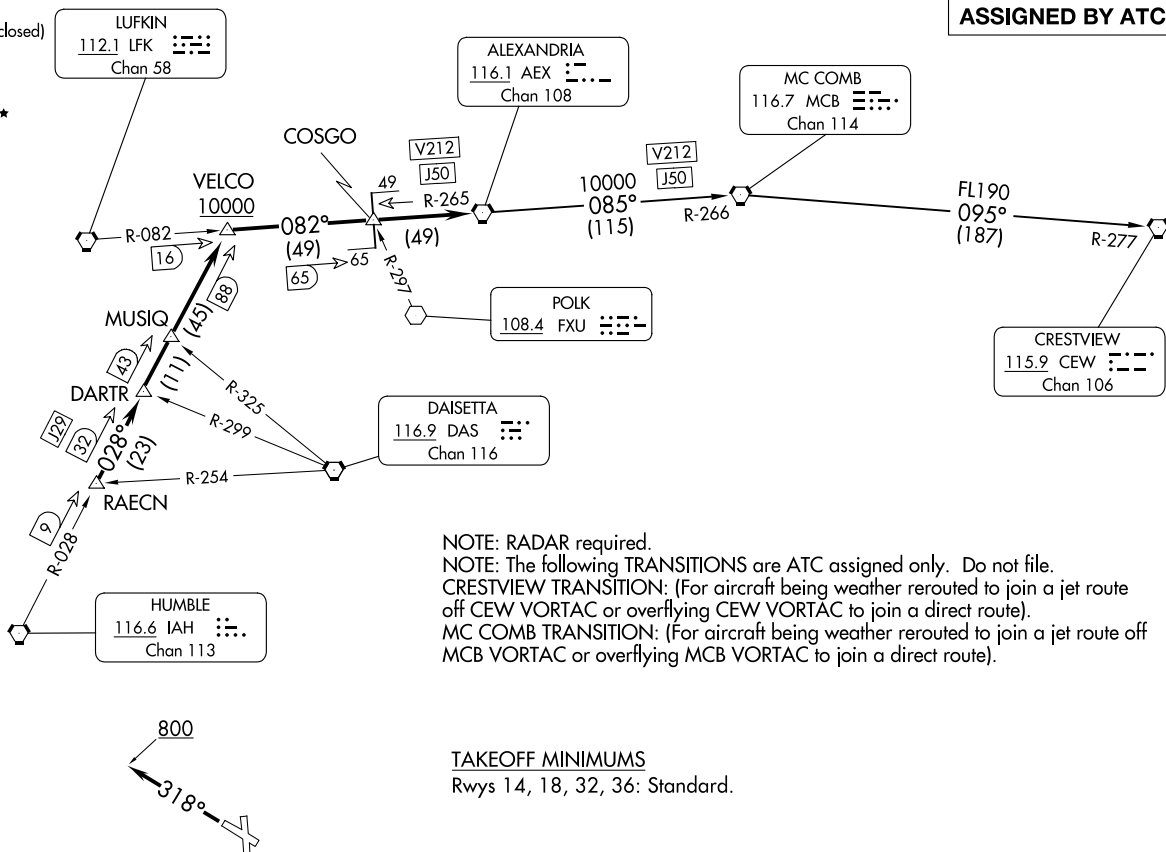 ASSIGNED BY ATC
closed)
LUFKIN
112.1 LFK
Chan 58
ALEXANDRIA
116.1 AEX
Chan 108
MC COMB
116.7 MCB
Chan 114
COSGO
V212
J50
V212
J50
VELCO
10000
49
R-265
10000
085°
(115)
R-266
FL190
095°
(187)
R-277
R-082
16
082°
(49)
65
65
(49)
R-297
88
POLK
108.4 FXU
MUSIQ
(45)
CRESTVIEW
115.9 CEW
Chan 106
43
(11)
DARTR
R-325
R-299
J29
32
028°
(23)
DAISETTA
116.9 DAS
Chan 116
R-254
RAECN
9
R-028
HUMBLE
116.6 IAH
Chan 113
NOTE: RADAR required.
NOTE: The following TRANSITIONS are ATC assigned only. Do not file.
CRESTVIEW TRANSITION: (For aircraft being weather rerouted to join a jet route
off CEW VORTAC or overflying CEW VORTAC to join a direct route).
MC COMB TRANSITION: (For aircraft being weather rerouted to join a jet route off
MCB VORTAC or overflying MCB VORTAC to join a direct route).
800
318°
TAKEOFF MINIMUMS
Rwys 14, 18, 32, 36: Standard.